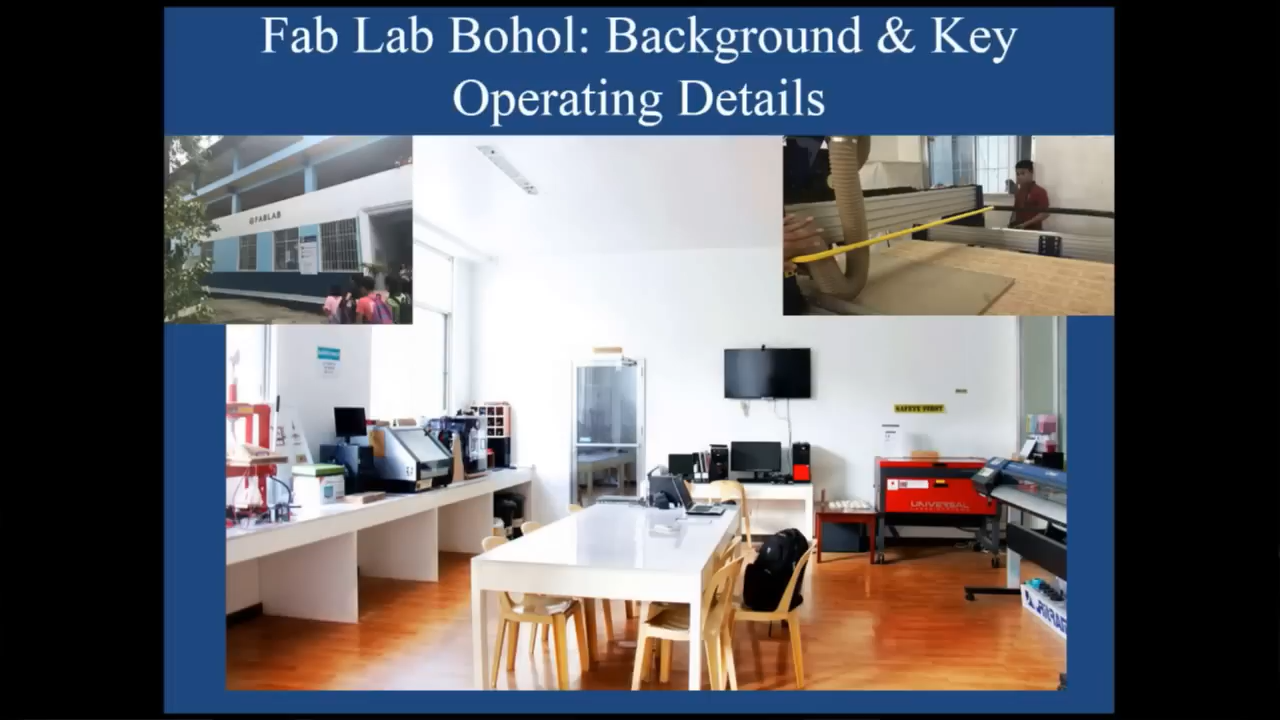 Fab Lab Bohol: Background & Key
Operating Details
FABLAB
SAFETY FIRST
UNIVERSAL